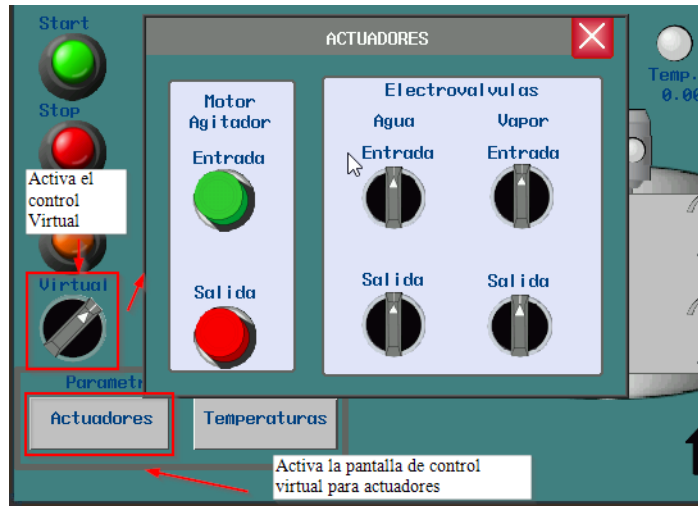 Start
ACTUADORES
Temp.
0.00
Stop
Motor
Agitador
Entrada
Electrovalvulas
Agua
Vapor
Entrada
Entrada
Activa el
control
Virtual
Virtual
Salida
Salida
Salida
Parametr
Actuadores
Temperaturas
Activa la pantalla de control
virtual para actuadores